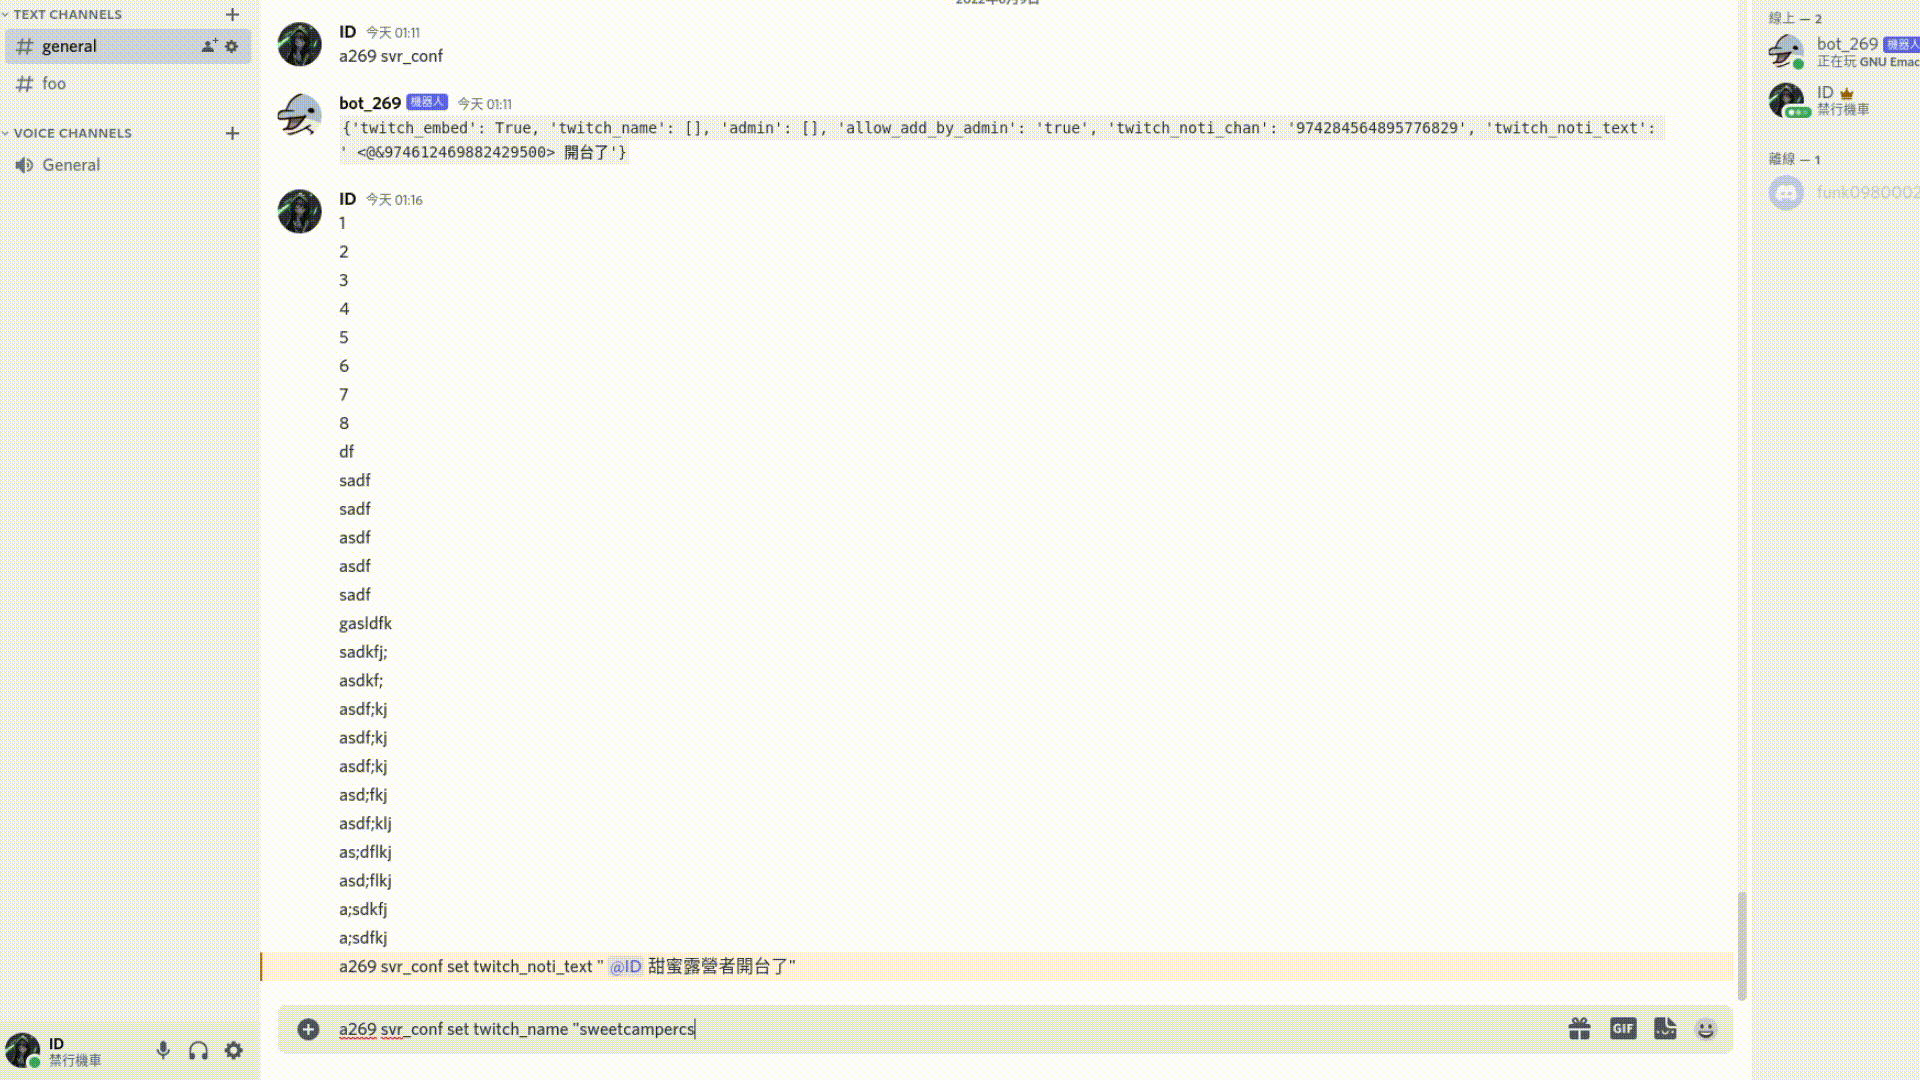 TEXT CHANNELS
general
foo
VOICE CHANNELS
General
ID 今天 01:11
a269 svr_conf
bot_269 機器人 今天 01:11
{'twitch_embed': True, 'twitch_name': [], 'admin': [], 'allow_add_by_admin': 'true', 'twitch_noti_chan': '974284564895776829', 'twitch_noti_text':
' <@&974612469882429500> 開台了'}
ID 今天 01:16
1
2
3
4
5
6
7
8
df
sadf
sadf
asdf
asdf
sadf
gasldfk
sadkfj;
asdkf;
asdf;kj
asdf;kj
asdf;kj
asd;fkj
asdf;klj
as;dflkj
asd;flkj
a;sdkfj
a;sdfkj
a269 svr_conf set twitch_noti_text " @ID 甜蜜露營者開台了"
a269 svr_conf set twitch_name "sweetcampercs
GIF
ID
禁行機車
線上 — 2
bot_269 機器人
正在玩 GNU Emac
ID
禁行機車
離線 — 1
funk0980002